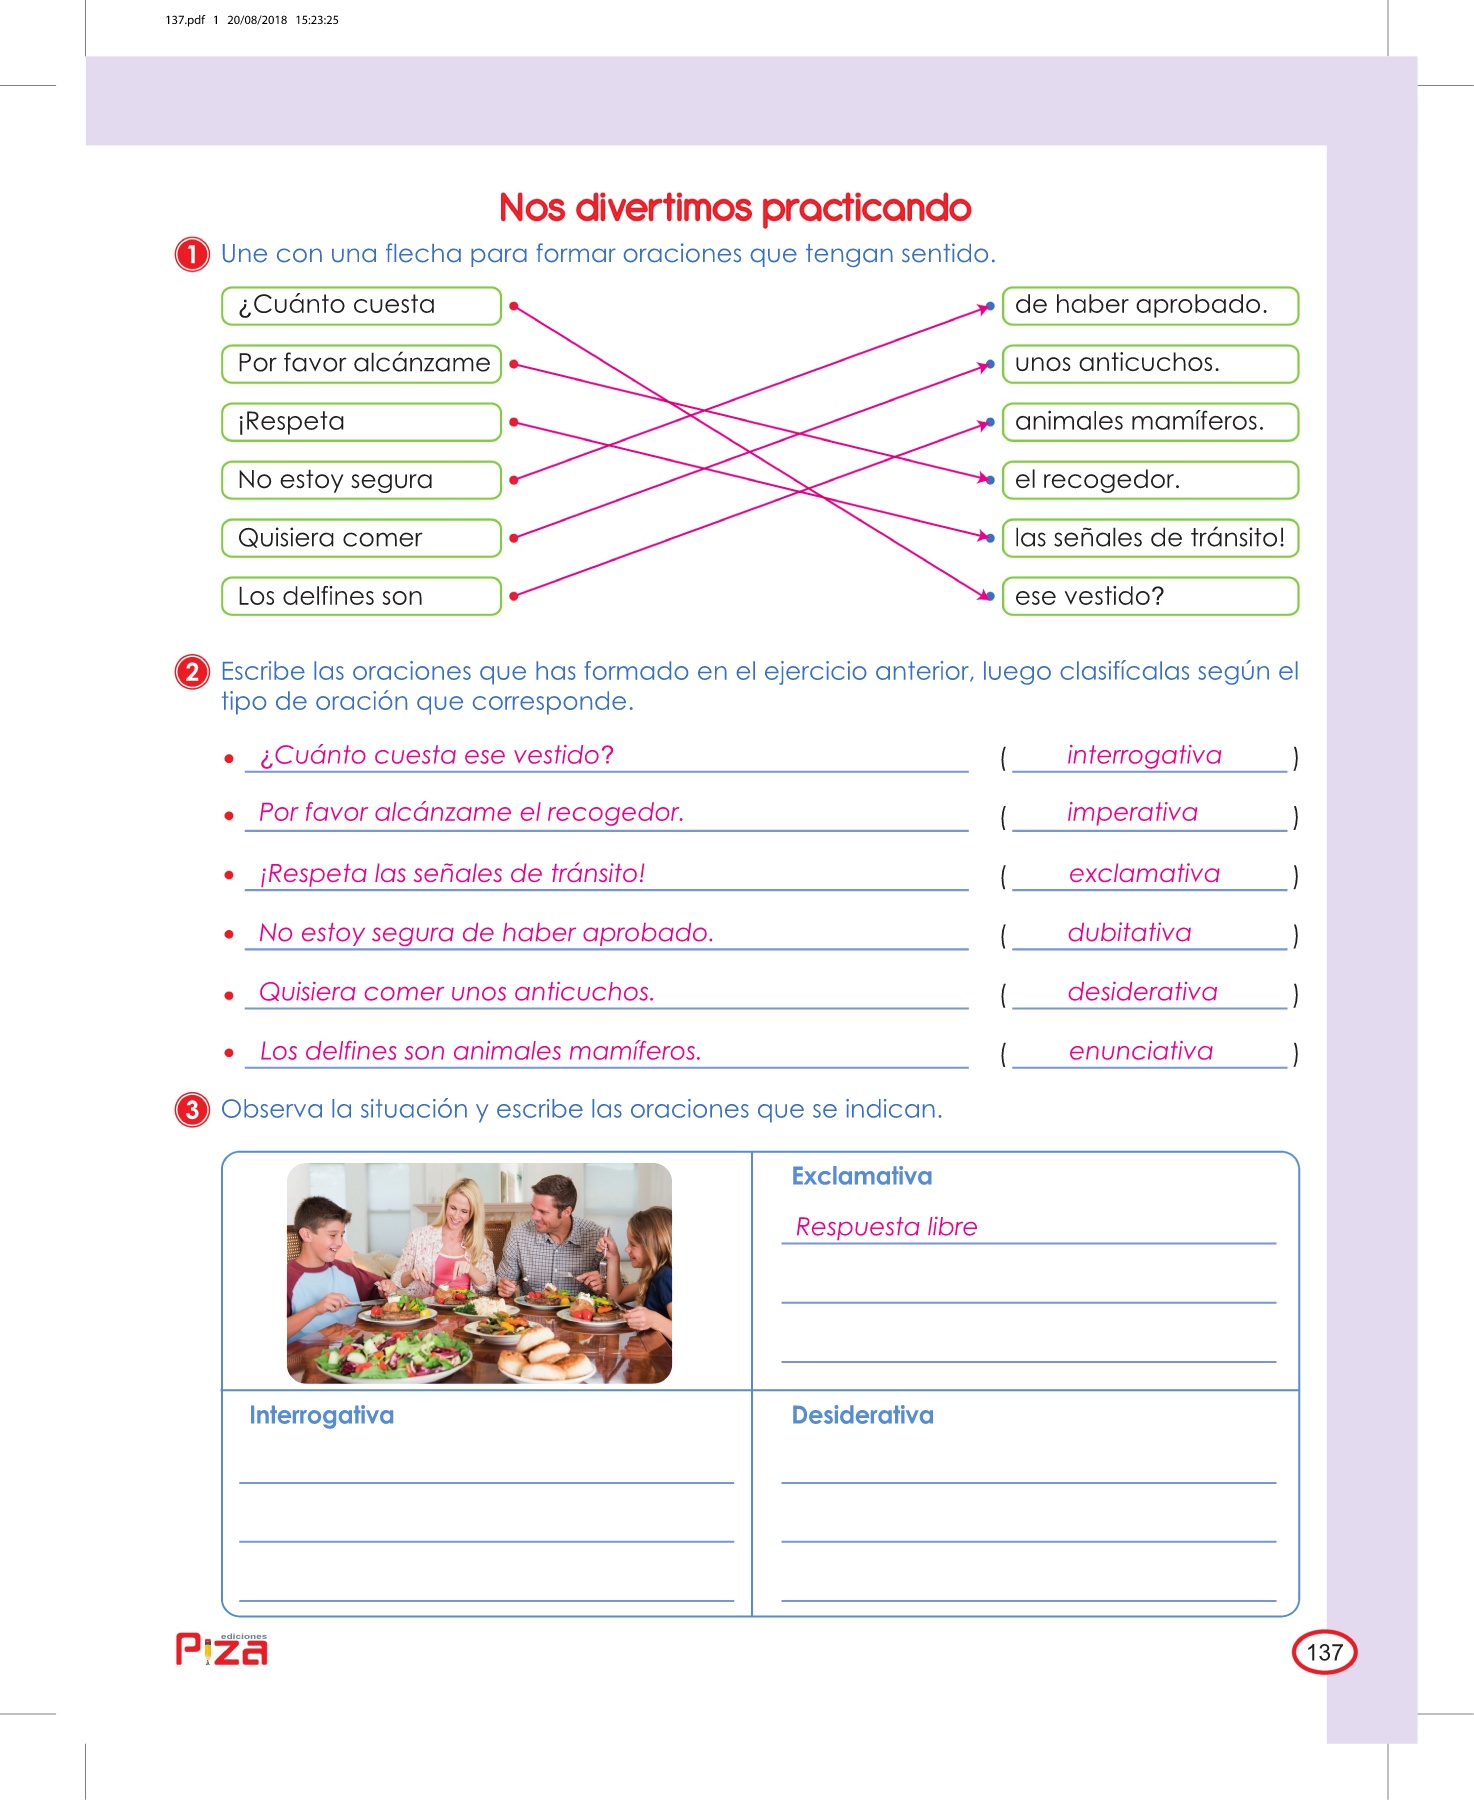 137.pdf 1 20/08/2018 15:23:25
Nos divertimos practicando
1 Une con una flecha para formar oraciones que tengan sentido.
¿Cuánto cuesta de haber aprobado.
Por favor alcánzame unos anticuchos.
¡Respeta animales mamíferos.
No estoy segura el recogedor.
Quisiera comer las señales de tránsito!
Los delfines son ese vestido?
2 Escribe las oraciones que has formado en el ejercicio anterior, luego clasifícalas según el
tipo de oración que corresponde.
• ¿Cuánto cuesta ese vestido? ( interrogativa )
• Por favor alcánzame el recogedor. ( imperativa )
• ¡Respeta las señales de tránsito! ( exclamativa )
• No estoy segura de haber aprobado. ( dubitativa )
• Quisiera comer unos anticuchos. ( desiderativa )
• Los delfines son animales mamíferos. ( enunciativa )
3 Observa la situación y escribe las oraciones que se indican.
Exclamativa
Respuesta libre
Interrogativa Desiderativa
ediciones
Piza
137